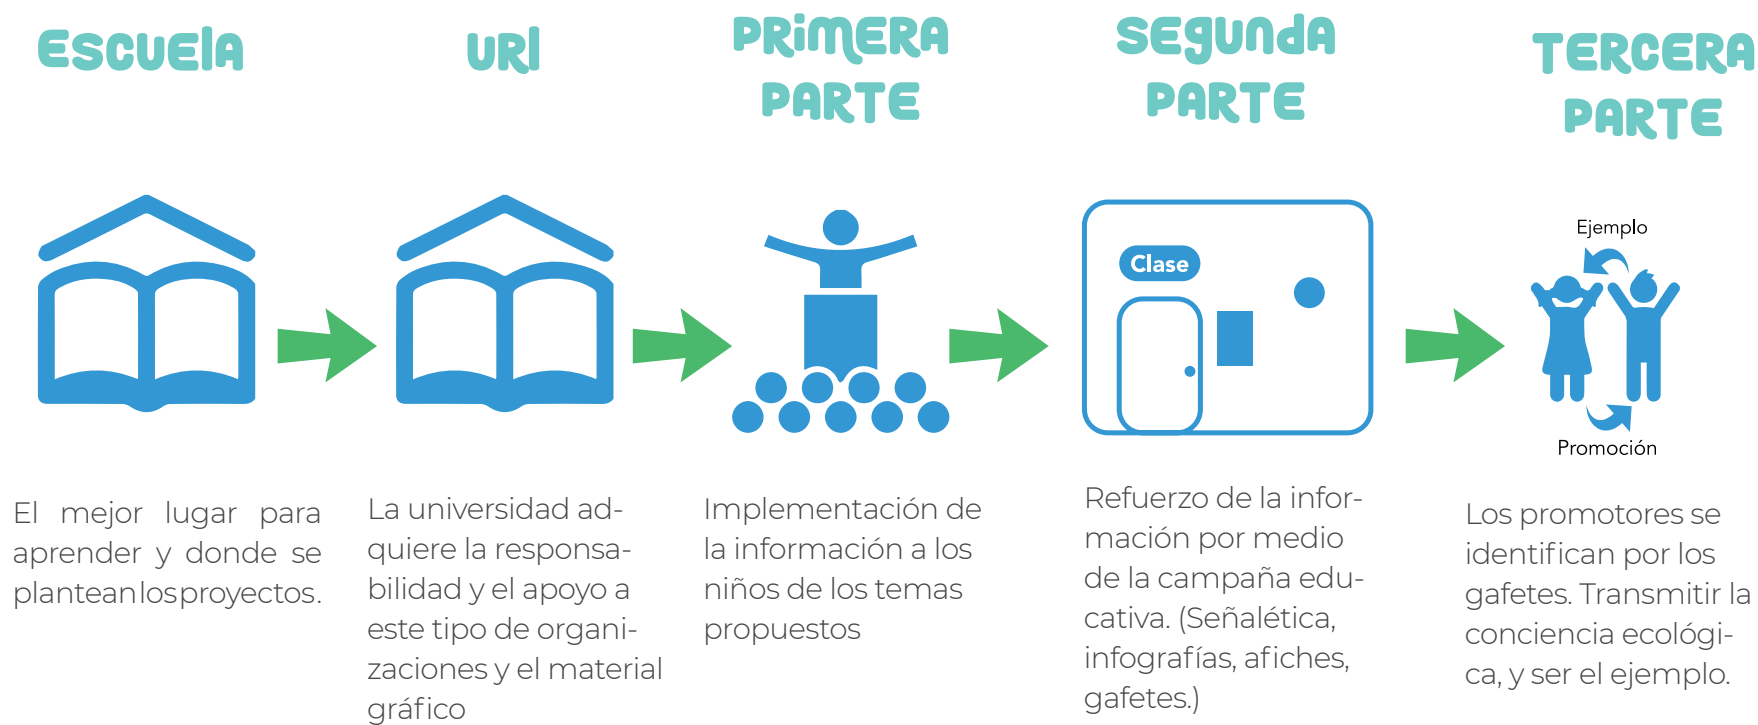 ESCUEla
URl
PRiMERA
PARTE
SEgUndA
PARTE
TERCERA
PARTE
Clase
Ejemplo
Promoción
El mejor lugar para
aprender y donde se
plantean los proyectos.
La universidad ad-
quiere la responsa-
bilidad y el apoyo a
este tipo de organi-
zaciones y el material
gráfico
Implementación de
la información a los
niños de los temas
propuestos
Refuerzo de la infor-
mación por medio
de la campaña edu-
cativa. (Señalética,
infografías, afiches,
gafetes.)
Los promotores se
identifican por los
gafetes. Transmitir la
conciencia ecológi-
ca, y ser el ejemplo.